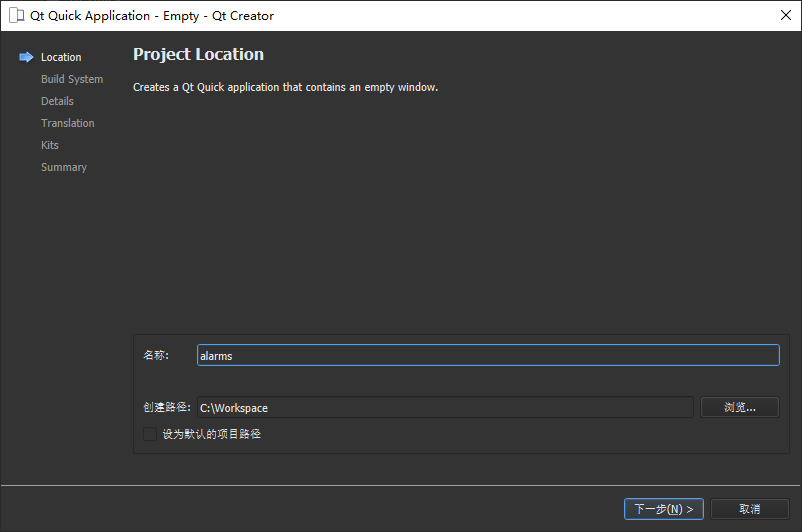 Qt Quick Application - Empty - Qt Creator
Location
Build System
Details
Translation
Kits
Summary
Project Location
Creates a Qt Quick application that contains an empty window.
名称: alarms
创建路径: C:\Workspace 浏览...
设为默认的项目路径
下一步(N) > 取消